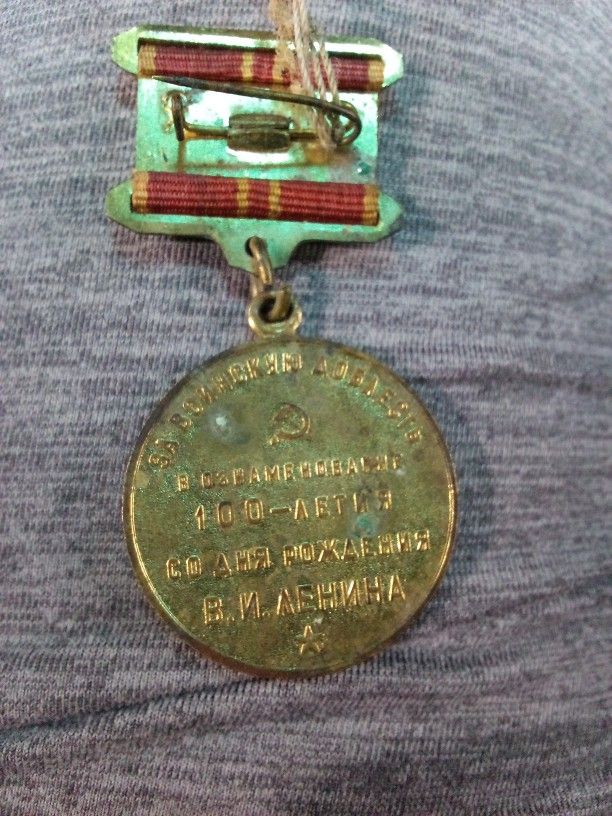 ЗА ВОИНСКУЮ ДОБЛЕСТЬ
В ОЗНАМЕНОВАНИЕ
100-ЛЕТИЯ
СО ДНЯ РОЖДЕНИЯ
В.И. ЛЕНИНА